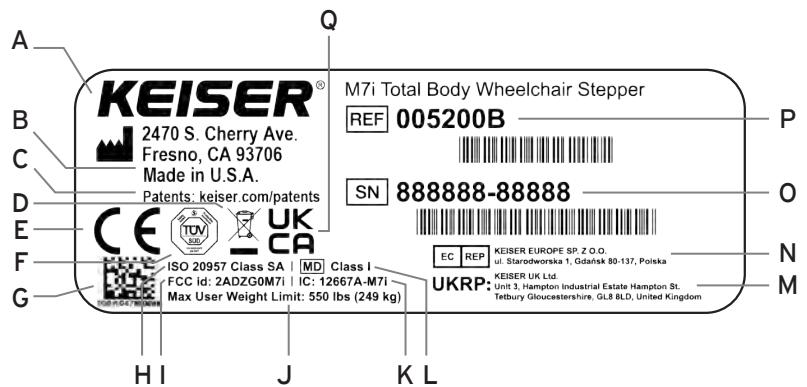 Q
A
KEISER®
M7i Total Body Wheelchair Stepper
REF 005200B
P
2470 S. Cherry Ave.
Fresno, CA 93706
B
Made in U.S.A.
C
Patents: keiser.com/patents
SN 888888-88888
O
D
E
CE
TÜV
SÜD
UK
CA
F
EC REP
KEISER EUROPE SP. Z O.O.
ul. Starodworska 1, Gdańsk 80-137, Polska
N
G
ISO 20957 Class SA | MD Class I
FCC id: 2ADZG0M7i | IC: 12667A-M7i
Max User Weight Limit: 550 lbs (249 kg)
UKRP:
KEISER UK Ltd.
Unit 3, Hampton Industrial Estate Hampton St.
Tetbury Gloucestershire, GL8 8LD, United Kingdom
M
H I J K L